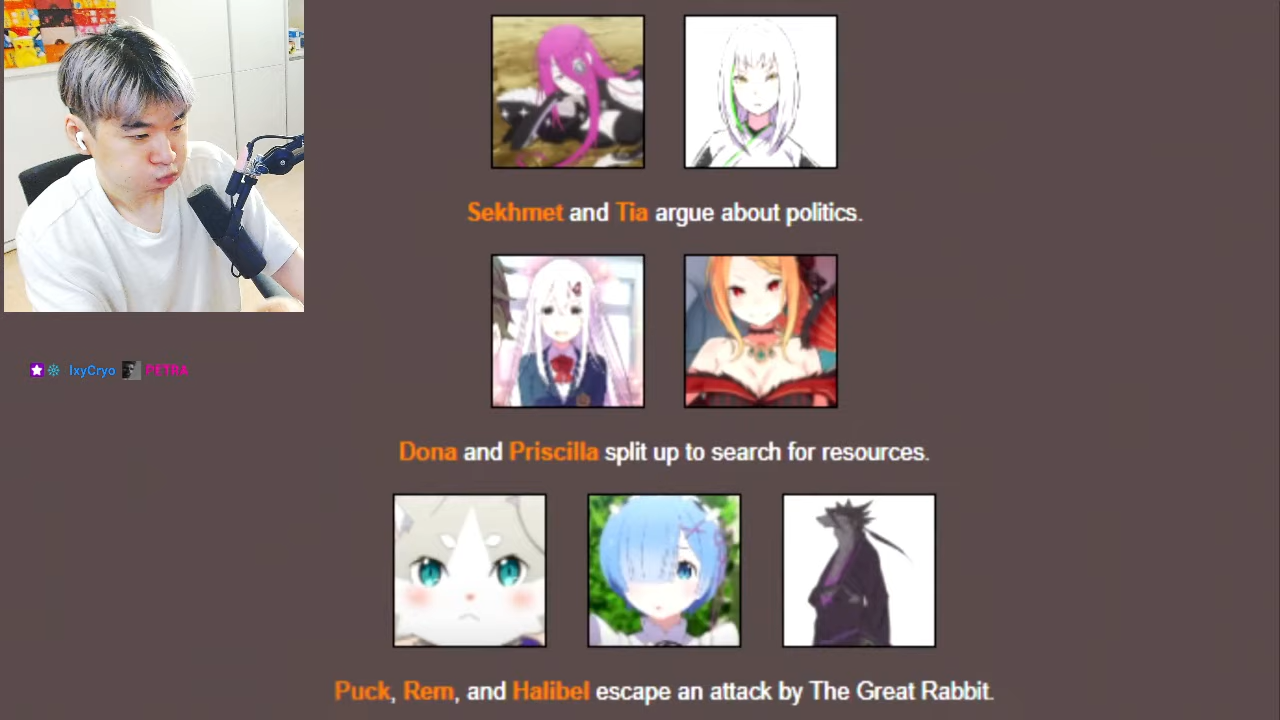 Sekhmet and Tia argue about politics.
IxyCryo PETRA
Dona and Priscilla split up to search for resources.
Puck, Rem, and Halibel escape an attack by The Great Rabbit.